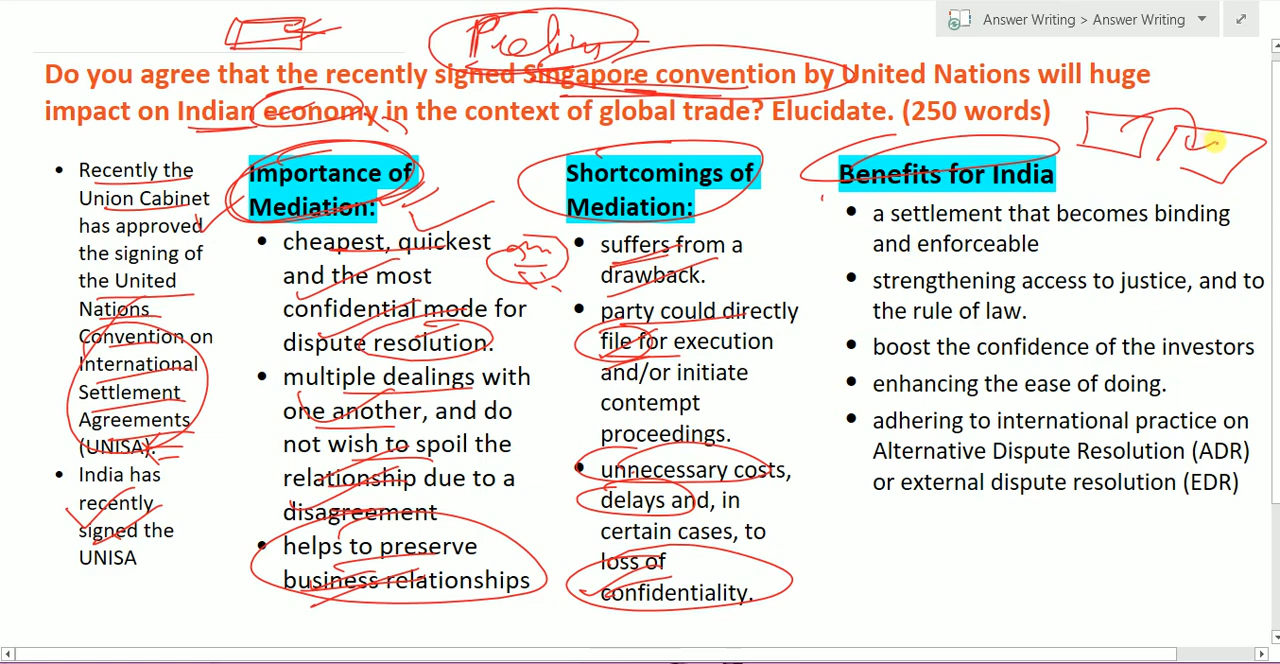 Answer Writing > Answer Writing
Prelim
Do you agree that the recently signed Singapore convention by United Nations will huge
impact on Indian economy in the context of global trade? Elucidate. (250 words)
• Recently the
Union Cabinet
has approved
the signing of
the United
Nations
Convention on
International
Settlement
Agreements
(UNISA).
• India has
recently
signed the
UNISA
Importance of
Mediation:
• cheapest, quickest
and the most
confidential mode for
dispute resolution.
• multiple dealings with
one another, and do
not wish to spoil the
relationship due to a
disagreement
• helps to preserve
business relationships
Shortcomings of
Mediation:
• suffers from a
drawback.
• party could directly
file for execution
and/or initiate
contempt
proceedings.
• unnecessary costs,
delays and, in
certain cases, to
loss of
confidentiality.
Benefits for India
• a settlement that becomes binding
and enforceable
• strengthening access to justice, and to
the rule of law.
• boost the confidence of the investors
• enhancing the ease of doing.
• adhering to international practice on
Alternative Dispute Resolution (ADR)
or external dispute resolution (EDR)